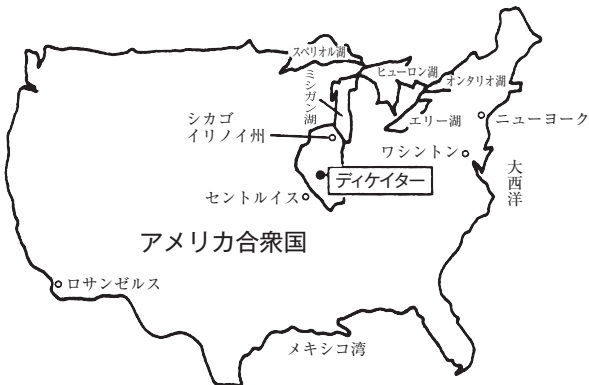 スペリオル湖
ミシガン湖
ヒューロン湖
オンタリオ湖
エリー湖
シカゴ
イリノイ州
ニューヨーク
ワシントン
大西洋
ディケイター
セントルイス
アメリカ合衆国
ロサンゼルス
メキシコ湾